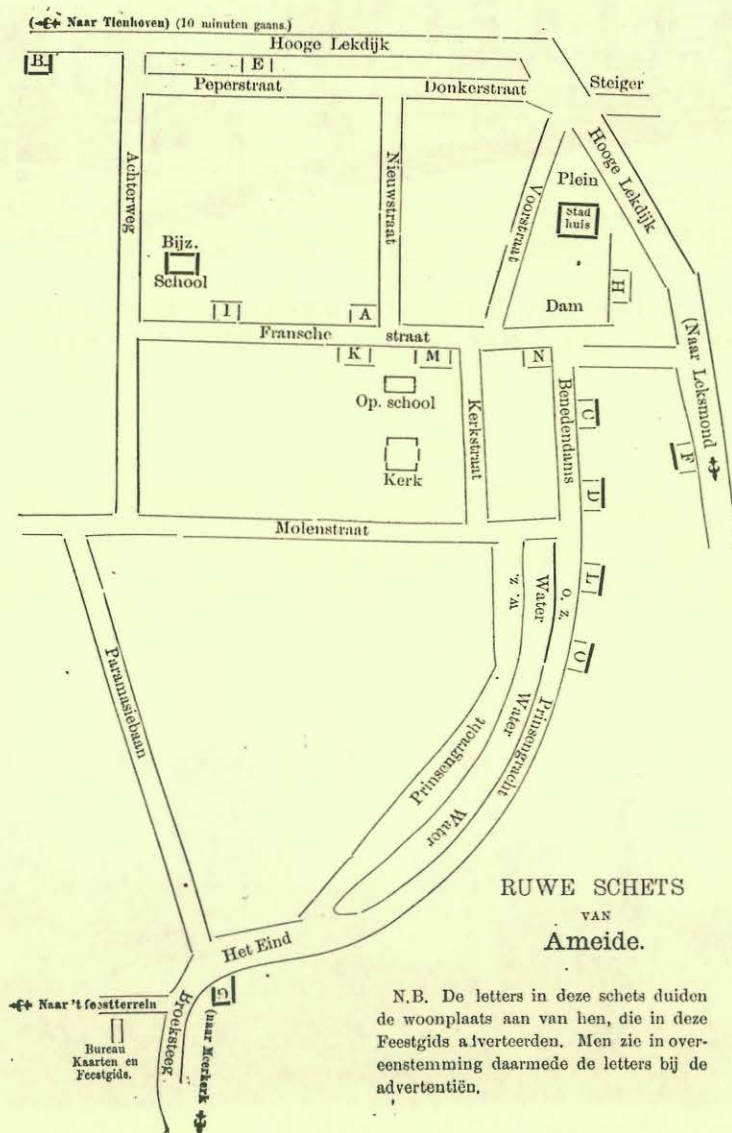 (Naar Tienhoven) (10 minuten gaans.)
Hooge Lekdijk
B.
E
Steiger
Peperstraat
Donkerstraat
Achterweg
Nieuwstraat
Voorstraat
Plein
Hooge Lekdijk
Stad
huis
Bijz.
School
H
I
A
Dam
Fransche straat
(Naar Leksmond
K
M
N
Op. school
Kerkstraat
Benedendams
C
F
Kerk
D
Molenstraat
W. Z.
Water
O. Z.
L
O
Paramasiebaan
Prinsengracht
Water
Prinsengracht
Water
RUWE SCHETS
VAN
Ameide.
Het Eind
G
Naar 't feestterrein
Broeksteeg
(naar Meerkerk
Bureau
Kaarten en
Feestgids.
N.B. De letters in deze schets duiden
de woonplaats aan van hen, die in deze
Feestgids alverteerden. Men zie in over-
eenstemming daarmede de letters bij de
advertentiën.